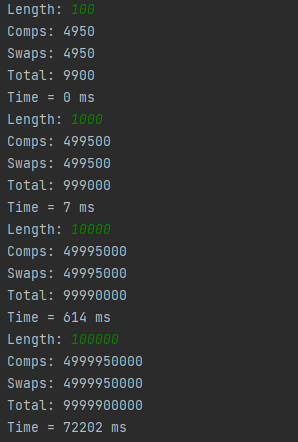 Length: 100
Comps: 4950
Swaps: 4950
Total: 9900
Time = 0 ms
Length: 1000
Comps: 499500
Swaps: 499500
Total: 999000
Time = 7 ms
Length: 10000
Comps: 49995000
Swaps: 49995000
Total: 99990000
Time = 614 ms
Length: 100000
Comps: 4999950000
Swaps: 4999950000
Total: 9999900000
Time = 72202 ms